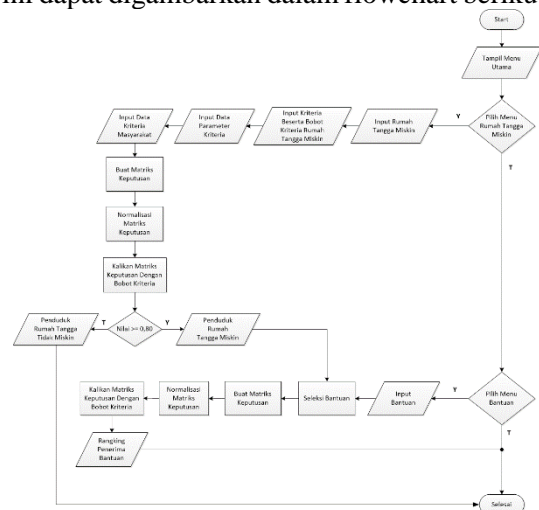 ini dapat digambarkan dalam flowchart beriku
Start
Tampil Menu
Utama
Pilih Menu
Rumah Tangga
Miskin
Y
T
Input Rumah
Tangga Miskin
Input Kriteria
Beserta Bobot
Kriteria Rumah
Tangga Miskin
Input Data
Parameter
Kriteria
Input Data
Kriteria
Masyarakat
Buat Matriks
Keputusan
Normalisasi
Matriks
Keputusan
Kalikan Matriks
Keputusan Dengan
Bobot Kriteria
Nilai >= 0,80
T
Y
Penduduk
Rumah Tangga
Tidak Miskin
Penduduk
Rumah
Tangga Miskin
Pilih Menu
Bantuan
Y
T
Input
Bantuan
Seleksi Bantuan
Buat Matriks
Keputusan
Normalisasi
Matriks
Keputusan
Kalikan Matriks
Keputusan Dengan
Bobot Kriteria
Rangking
Penerima
Bantuan
Selesai